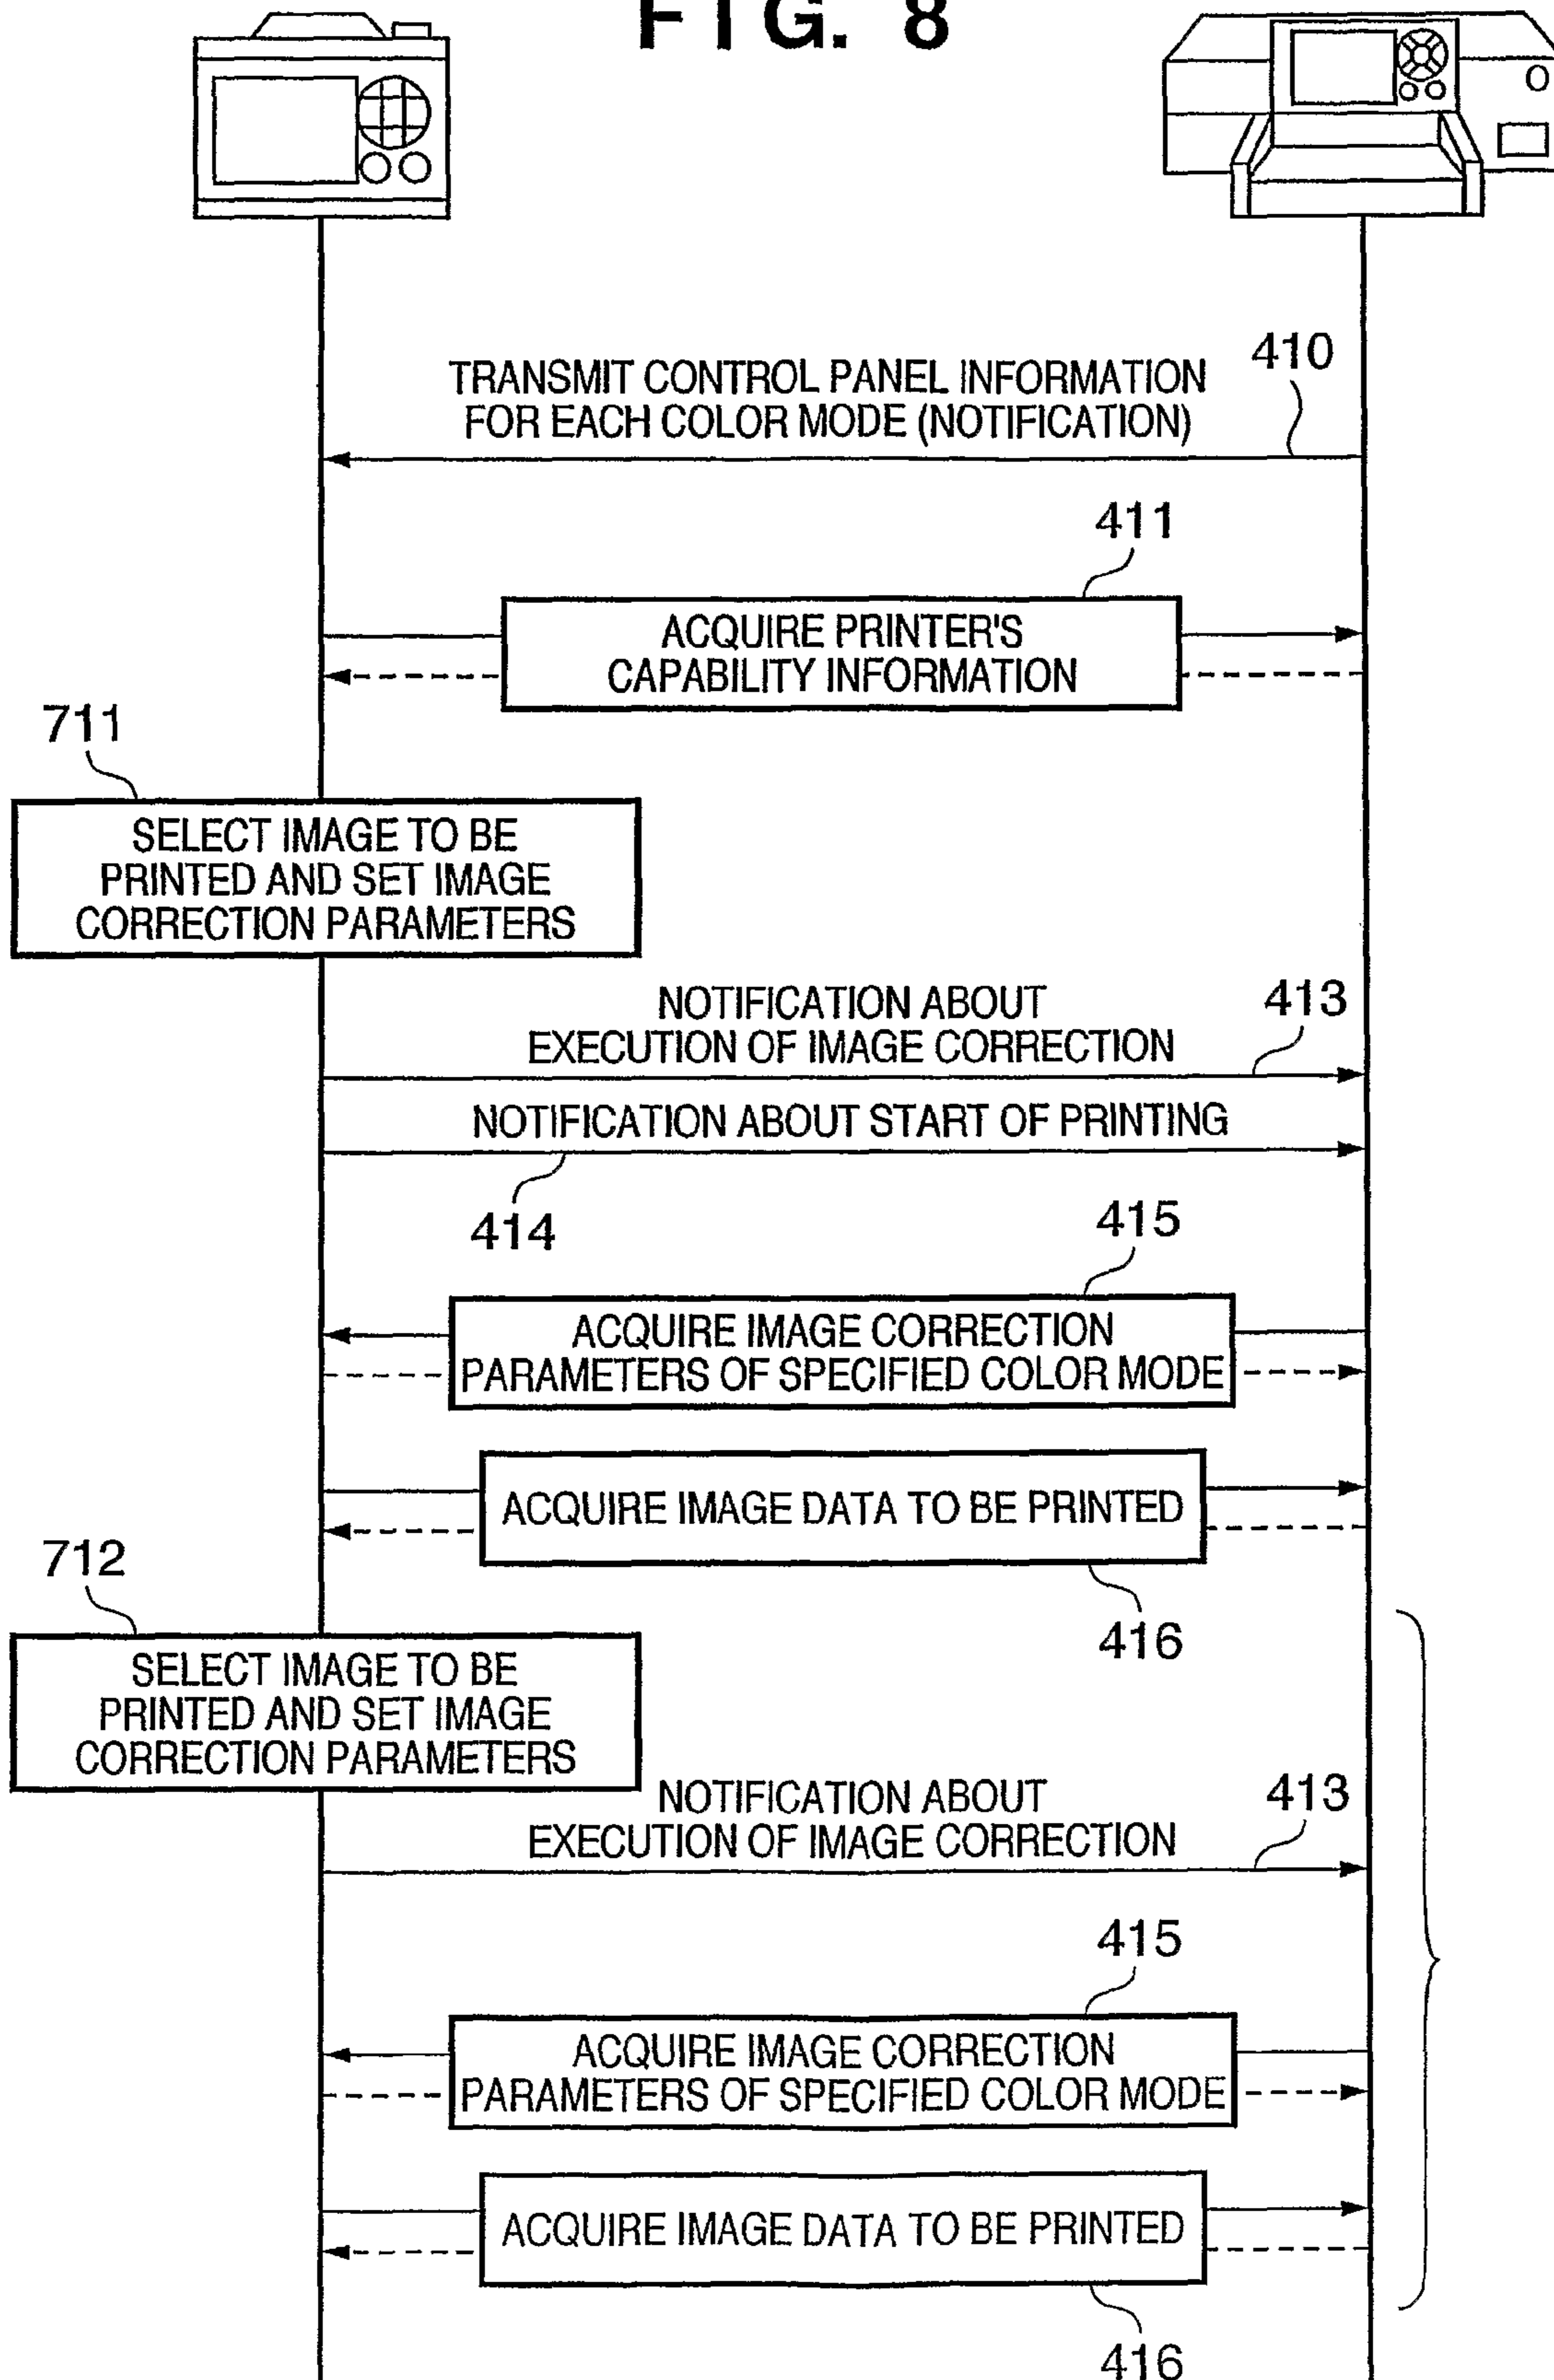 FIG. 8
410
TRANSMIT CONTROL PANEL INFORMATION
FOR EACH COLOR MODE (NOTIFICATION)
411
ACQUIRE PRINTER'S
CAPABILITY INFORMATION
711
SELECT IMAGE TO BE
PRINTED AND SET IMAGE
CORRECTION PARAMETERS
NOTIFICATION ABOUT
EXECUTION OF IMAGE CORRECTION
413
NOTIFICATION ABOUT START OF PRINTING
414
415
ACQUIRE IMAGE CORRECTION
PARAMETERS OF SPECIFIED COLOR MODE
ACQUIRE IMAGE DATA TO BE PRINTED
416
712
SELECT IMAGE TO BE
PRINTED AND SET IMAGE
CORRECTION PARAMETERS
NOTIFICATION ABOUT
EXECUTION OF IMAGE CORRECTION
413
415
ACQUIRE IMAGE CORRECTION
PARAMETERS OF SPECIFIED COLOR MODE
ACQUIRE IMAGE DATA TO BE PRINTED
416